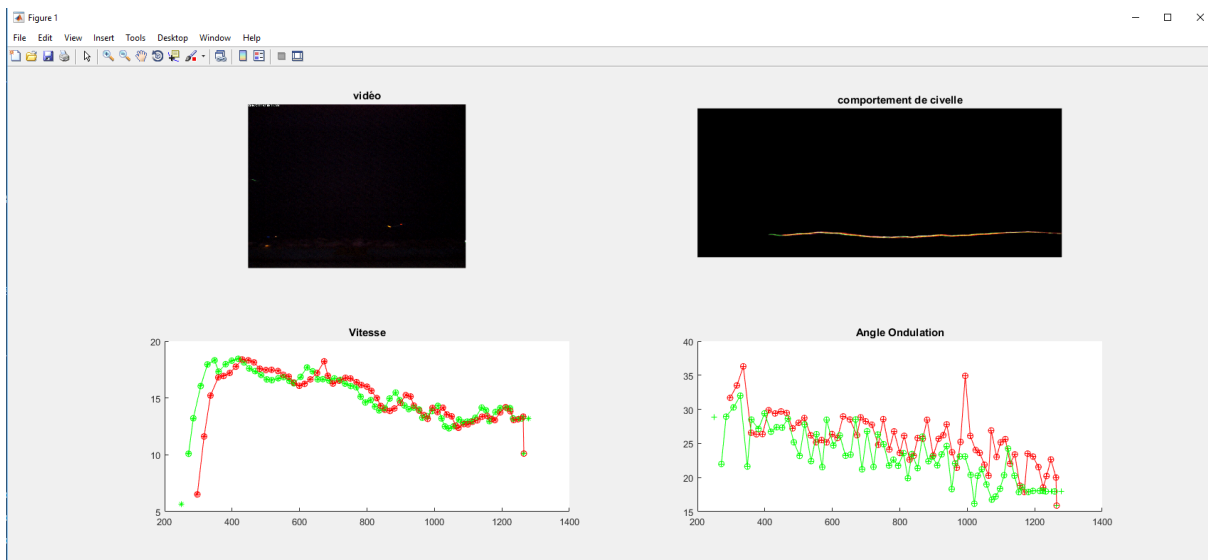 Figure 1
File Edit View Insert Tools Desktop Window Help
vidéo
comportement de civelle
Vitesse
20
15
10
5
200 400 600 800 1000 1200 1400
Angle Ondulation
40
35
30
25
20
15
200 400 600 800 1000 1200 1400